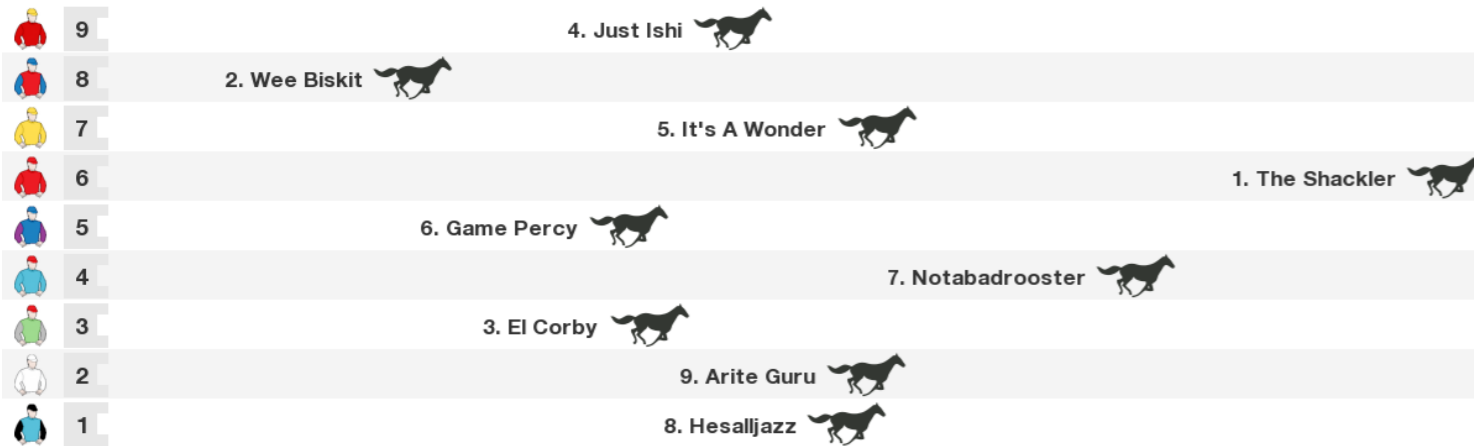 9 4. Just Ishi
8 2. Wee Biskit
7 5. It's A Wonder
6 1. The Shackler
5 6. Game Percy
4 7. Notabadrooster
3 3. El Corby
2 9. Arite Guru
1 8. Hesalljazz